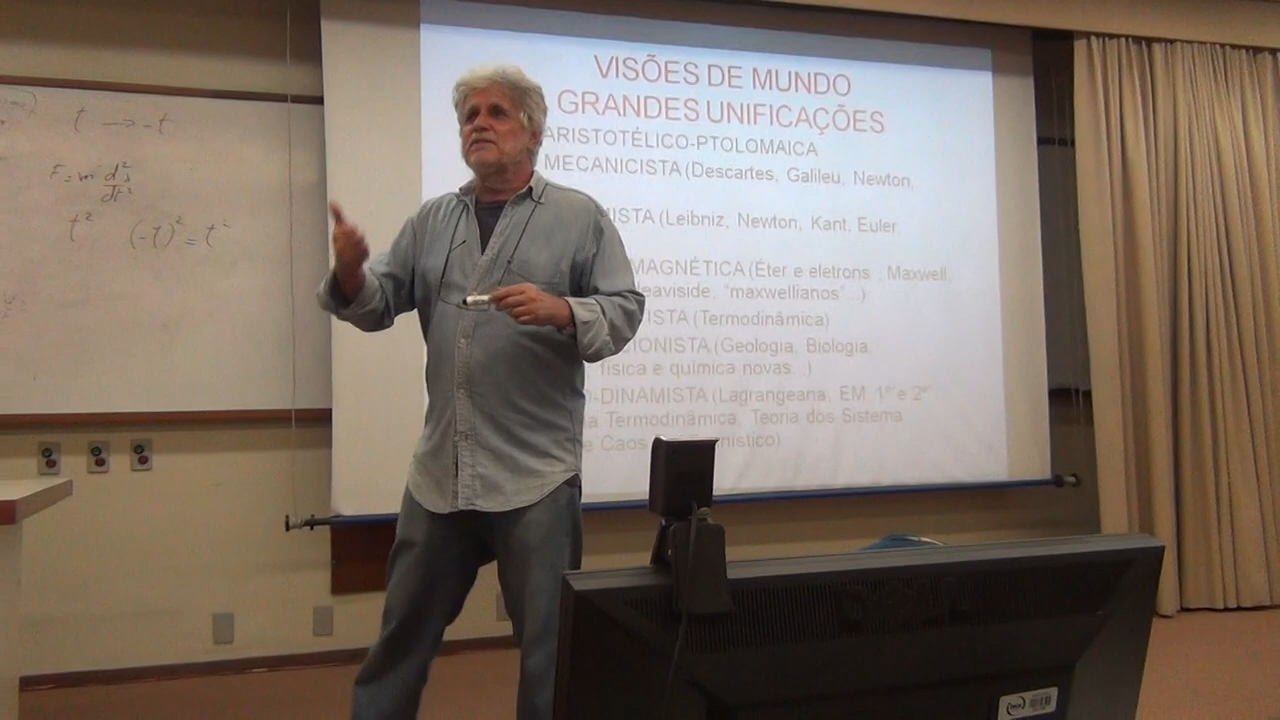 t → -t
F = m d²s/dt²
t² (-t)² = t²
VISÕES DE MUNDO
GRANDES UNIFICAÇÕES
ARISTOTÉLICO-PTOLOMAICA
MECANICISTA (Descartes, Galileu, Newton,
ISTA (Leibniz, Newton, Kant, Euler
MAGNÉTICA (Éter e eletrons , Maxwell,
eaviside, “maxwellianos” .)
ISTA (Termodinâmica)
IONISTA (Geologia, Biologia,
física e química novas. .)
-DINAMISTA (Lagrangeana, EM, 1ª e 2ª
a Termodinâmica, Teoria dos Sistema
e Caos nístico)